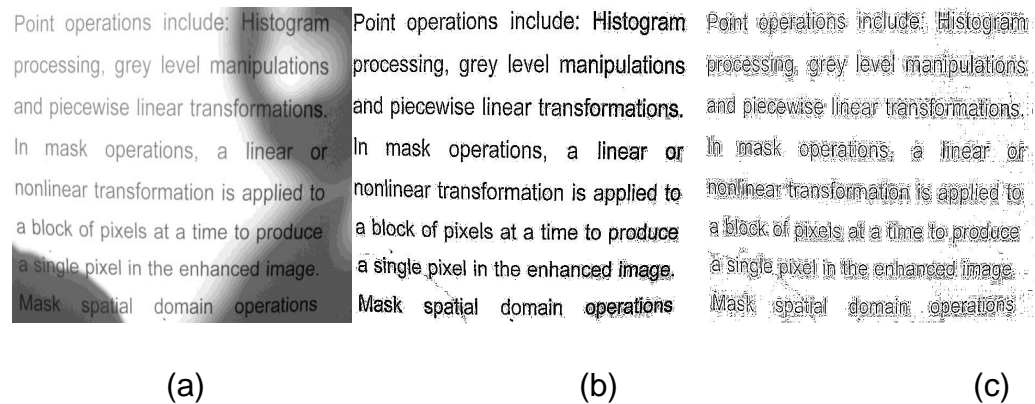 Point operations include: Histogram
processing, grey level manipulations
and piecewise linear transformations.
In mask operations, a linear or
nonlinear transformation is applied to
a block of pixels at a time to produce
a single pixel in the enhanced image.
Mask spatial domain operations
Point operations include: Histogram
processing, grey level manipulations
and piecewise linear transformations.
In mask operations, a linear or
nonlinear transformation is applied to
a block of pixels at a time to produce
a single pixel in the enhanced image.
Mask spatial domain operations
Point operations include: Histogram
processing, grey level manipulations
and piecewise linear transformations.
In mask operations, a linear or
nonlinear transformation is applied to
a block of pixels at a time to produce
a single pixel in the enhanced image.
Mask spatial domain operations
(a) (b) (c)